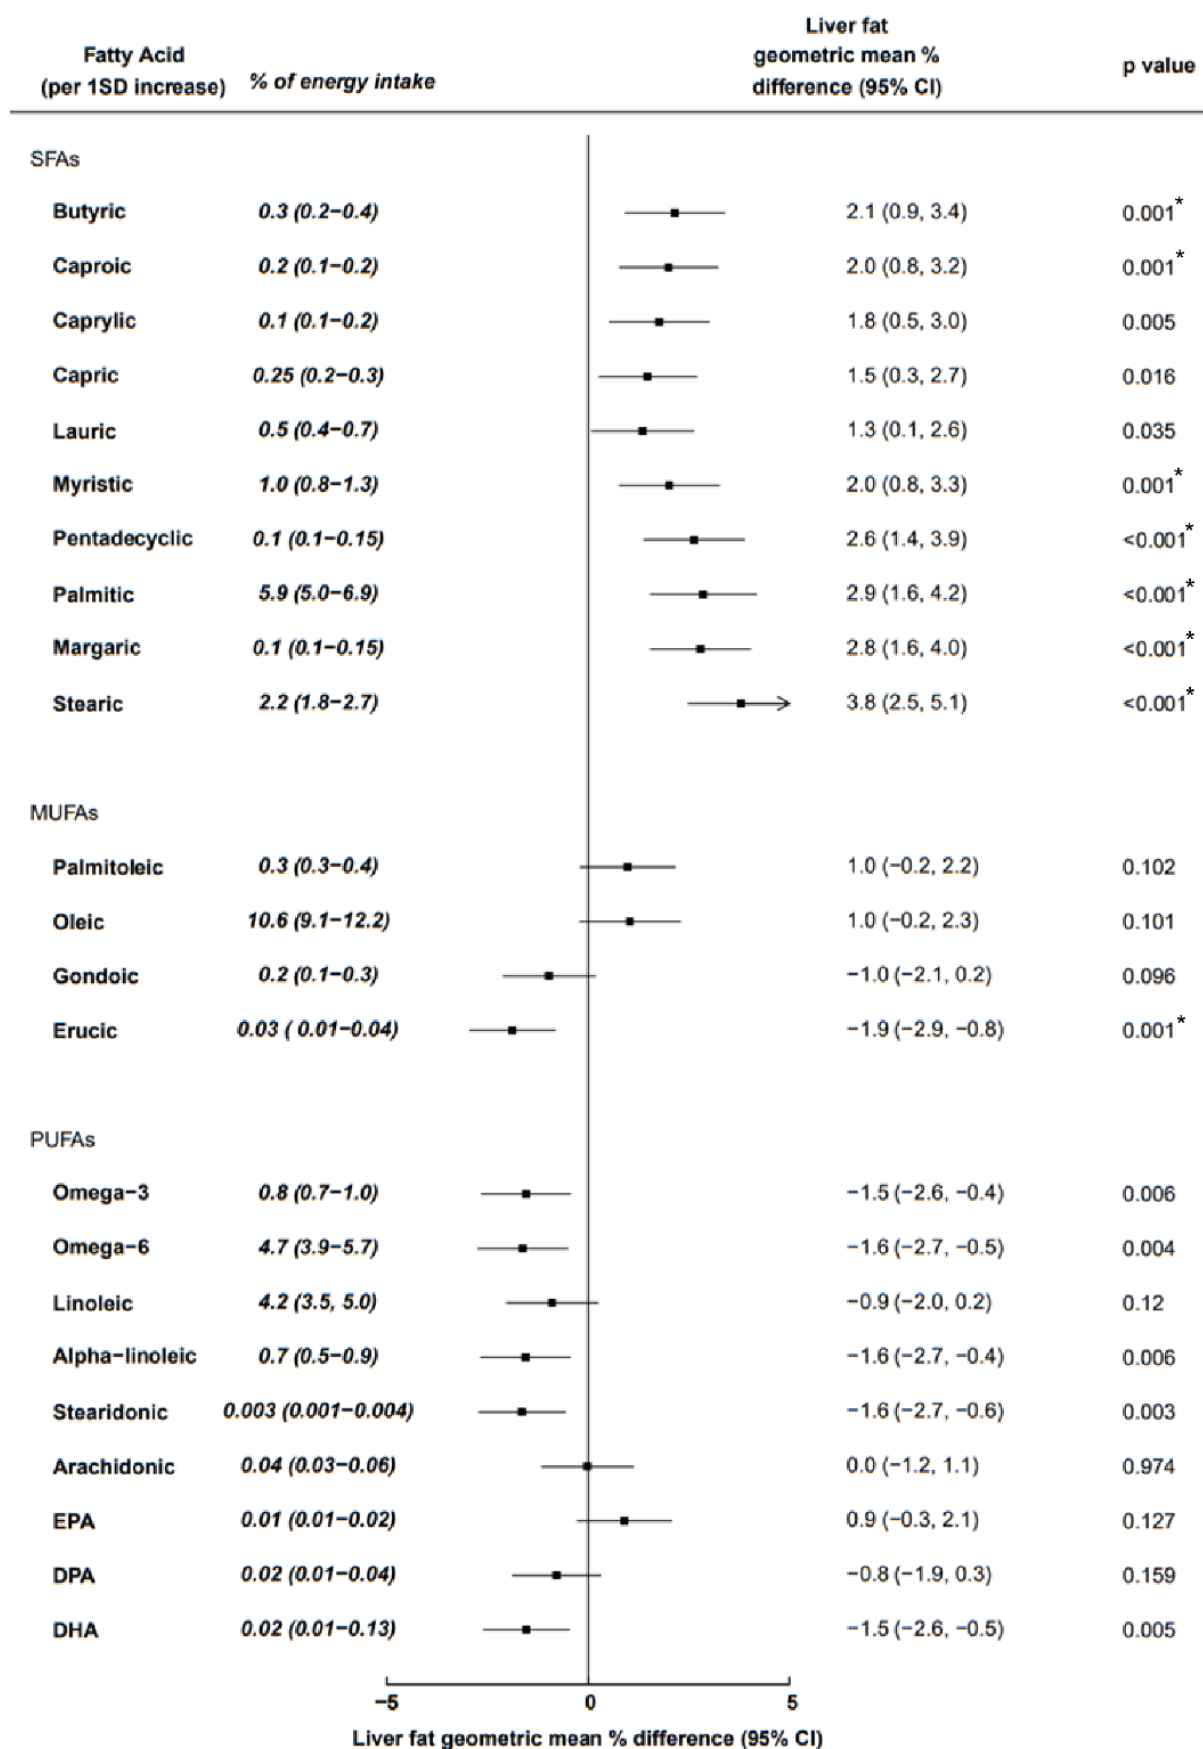 Fatty Acid
(per 1SD increase)
% of energy intake
Liver fat
geometric mean %
difference (95% CI)
p value
SFAs
Butyric 0.3 (0.2−0.4) 2.1 (0.9, 3.4) 0.001*
Caproic 0.2 (0.1−0.2) 2.0 (0.8, 3.2) 0.001*
Caprylic 0.1 (0.1−0.2) 1.8 (0.5, 3.0) 0.005
Capric 0.25 (0.2−0.3) 1.5 (0.3, 2.7) 0.016
Lauric 0.5 (0.4−0.7) 1.3 (0.1, 2.6) 0.035
Myristic 1.0 (0.8−1.3) 2.0 (0.8, 3.3) 0.001*
Pentadecyclic 0.1 (0.1−0.15) 2.6 (1.4, 3.9) <0.001*
Palmitic 5.9 (5.0−6.9) 2.9 (1.6, 4.2) <0.001*
Margaric 0.1 (0.1−0.15) 2.8 (1.6, 4.0) <0.001*
Stearic 2.2 (1.8−2.7) 3.8 (2.5, 5.1) <0.001*
MUFAs
Palmitoleic 0.3 (0.3−0.4) 1.0 (−0.2, 2.2) 0.102
Oleic 10.6 (9.1−12.2) 1.0 (−0.2, 2.3) 0.101
Gondoic 0.2 (0.1−0.3) −1.0 (−2.1, 0.2) 0.096
Erucic 0.03 ( 0.01−0.04) −1.9 (−2.9, −0.8) 0.001*
PUFAs
Omega−3 0.8 (0.7−1.0) −1.5 (−2.6, −0.4) 0.006
Omega−6 4.7 (3.9−5.7) −1.6 (−2.7, −0.5) 0.004
Linoleic 4.2 (3.5, 5.0) −0.9 (−2.0, 0.2) 0.12
Alpha−linoleic 0.7 (0.5−0.9) −1.6 (−2.7, −0.4) 0.006
Stearidonic 0.003 (0.001−0.004) −1.6 (−2.7, −0.6) 0.003
Arachidonic 0.04 (0.03−0.06) 0.0 (−1.2, 1.1) 0.974
EPA 0.01 (0.01−0.02) 0.9 (−0.3, 2.1) 0.127
DPA 0.02 (0.01−0.04) −0.8 (−1.9, 0.3) 0.159
DHA 0.02 (0.01−0.13) −1.5 (−2.6, −0.5) 0.005
−5 0 5
Liver fat geometric mean % difference (95% CI)